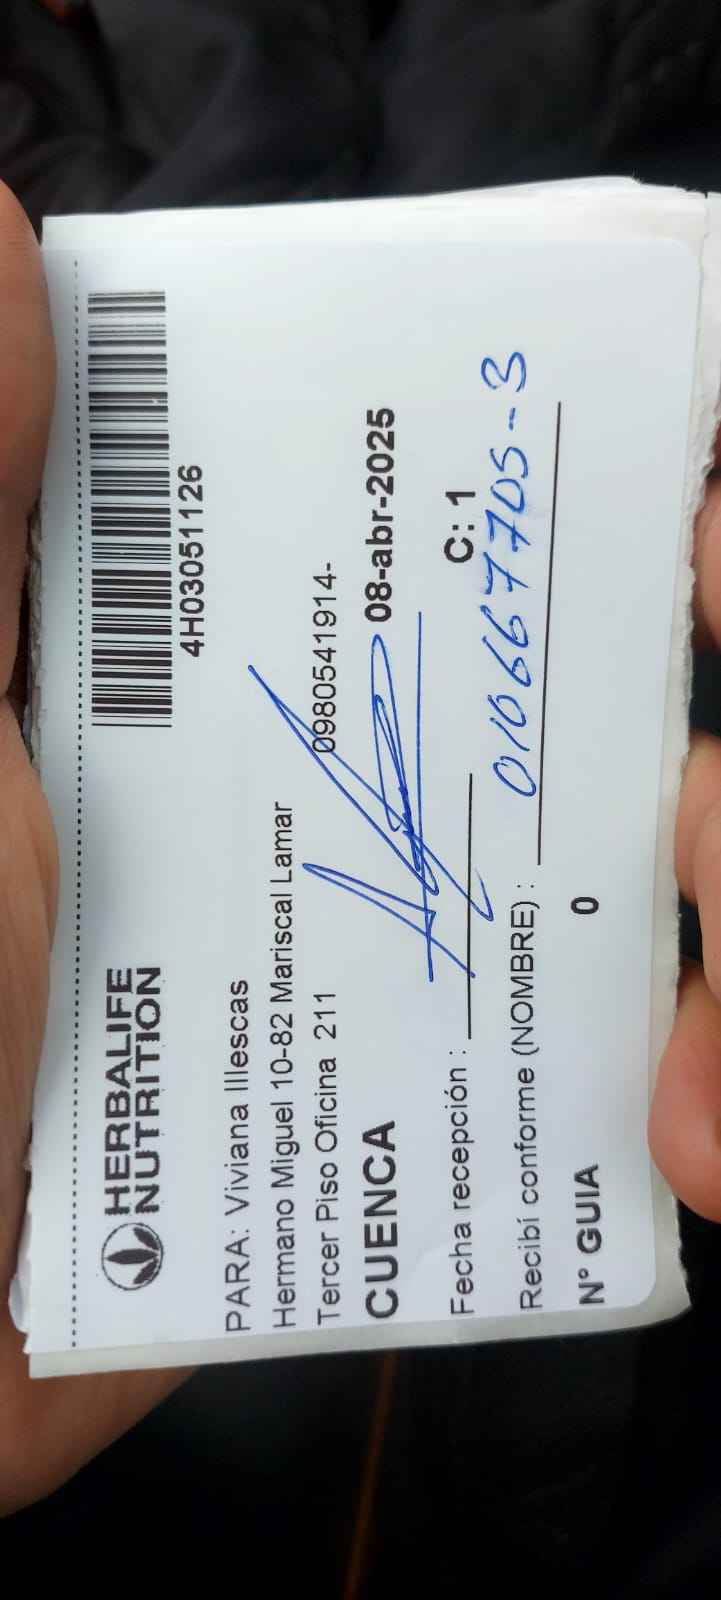 HERBALIFE
NUTRITION
4H03051126
PARA: Viviana Illescas
Hermano Miguel 10-82 Mariscal Lamar
Tercer Piso Oficina 211 0980541914-
CUENCA 08-abr-2025
Fecha recepción : C: 1
Recibí conforme (NOMBRE) : 010667705-3
N° GUIA 0